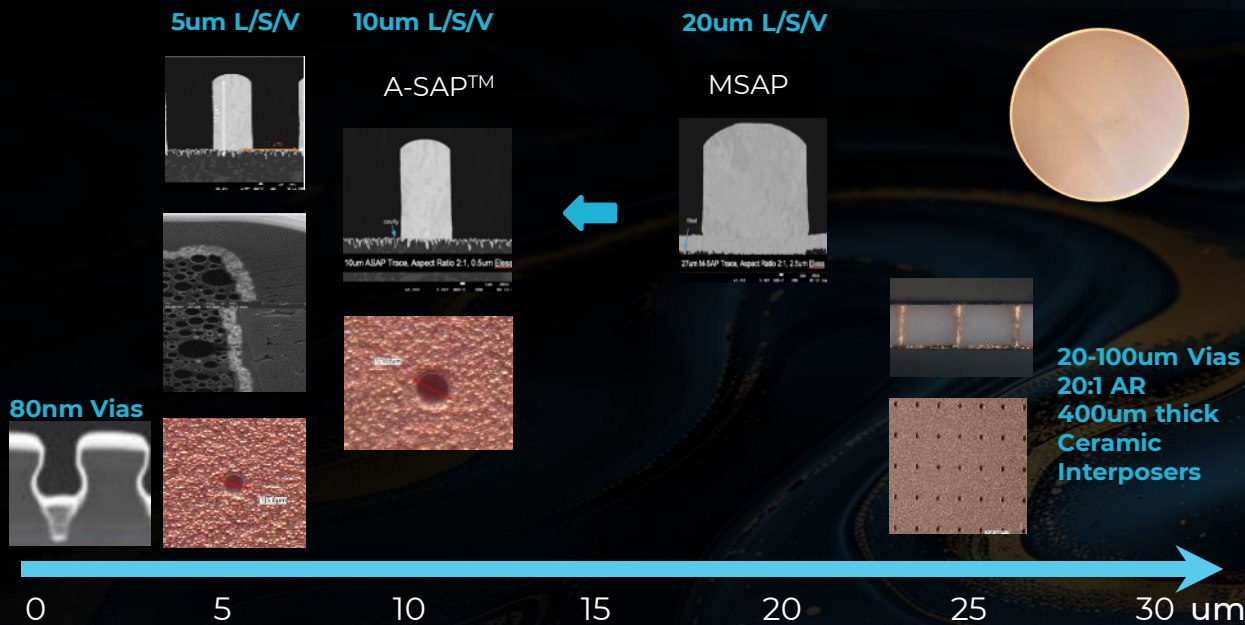 5um L/S/V
10um L/S/V
20um L/S/V
A-SAP™
MSAP
cavity
10um ASAP Trace, Aspect Ratio 2:1, 0.5um Eless
27um M-SAP Trace, Aspect Ratio 2:1, 2.5um Eless
80nm Vias
20-100um Vias
20:1 AR
400um thick
Ceramic
Interposers
0 5 10 15 20 25 30 um